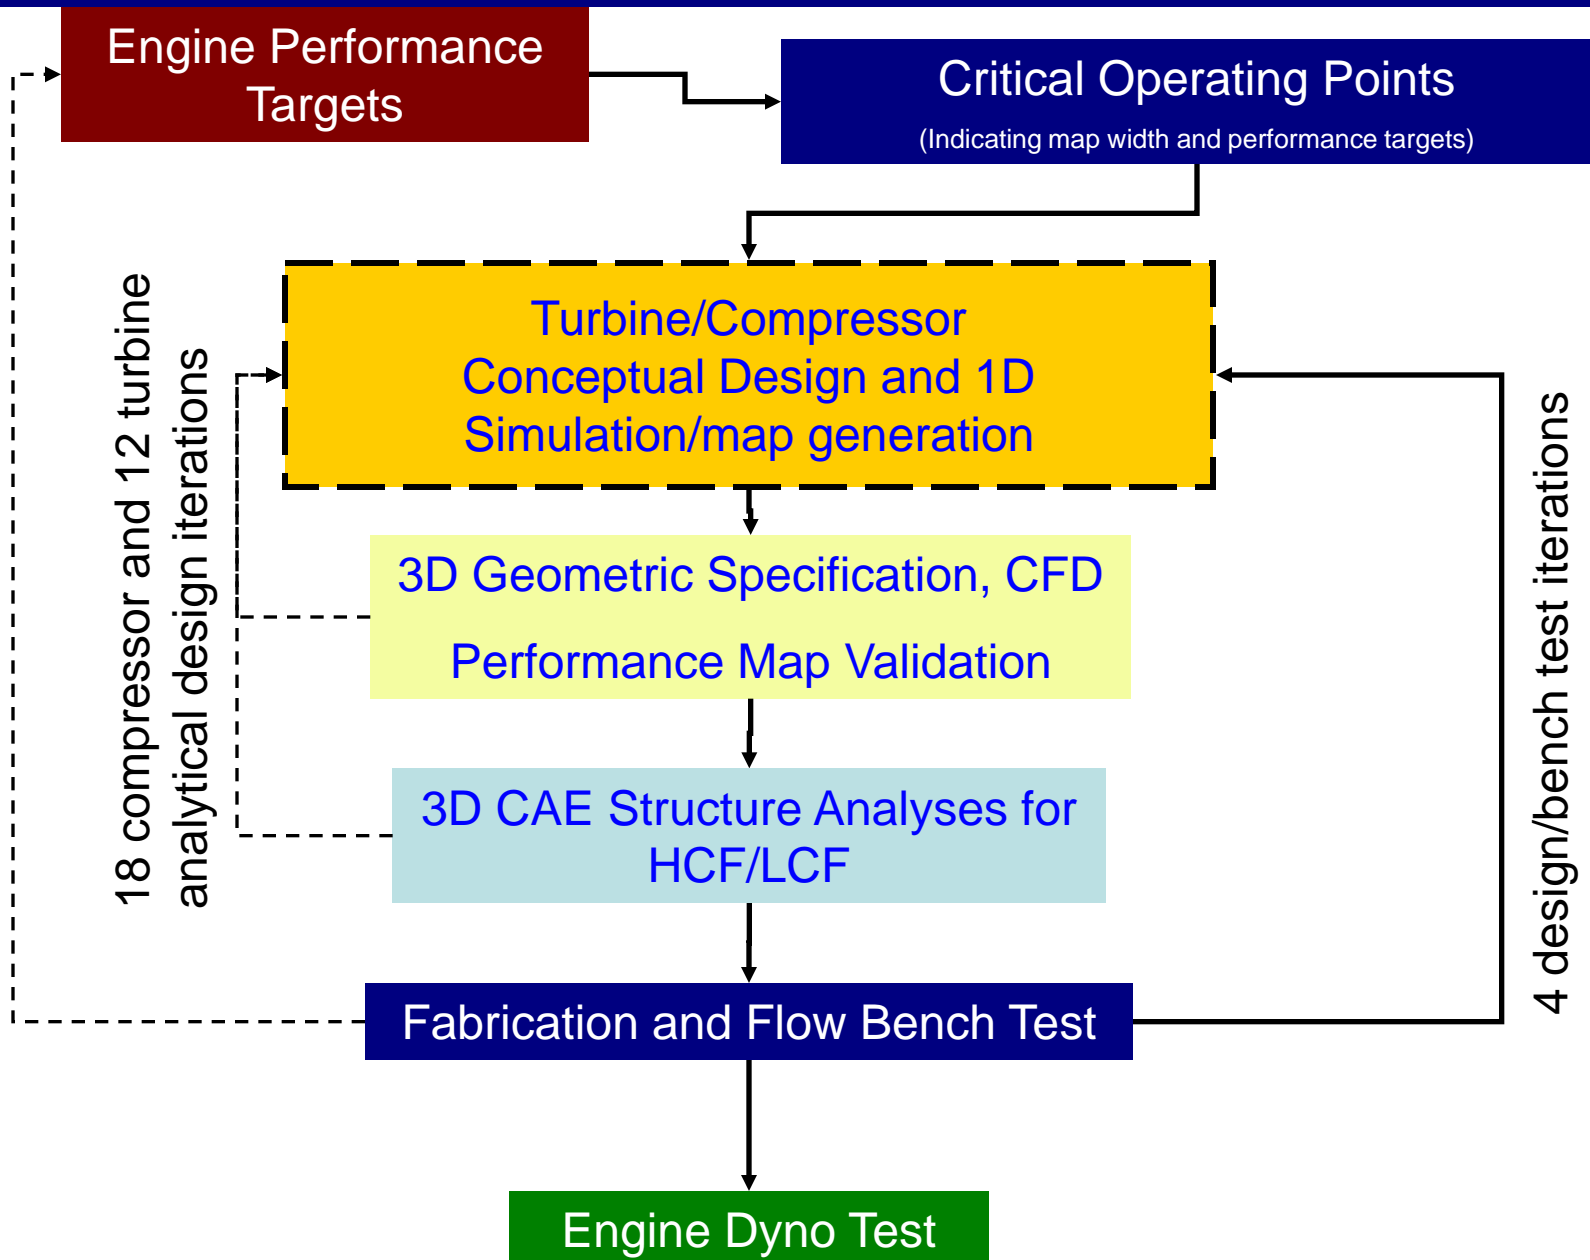 Engine Performance
Targets
Critical Operating Points
(Indicating map width and performance targets)
Turbine/Compressor
Conceptual Design and 1D
Simulation/map generation
18 compressor and 12 turbine
analytical design iterations
3D Geometric Specification, CFD
Performance Map Validation
4 design/bench test iterations
3D CAE Structure Analyses for
HCF/LCF
Fabrication and Flow Bench Test
Engine Dyno Test